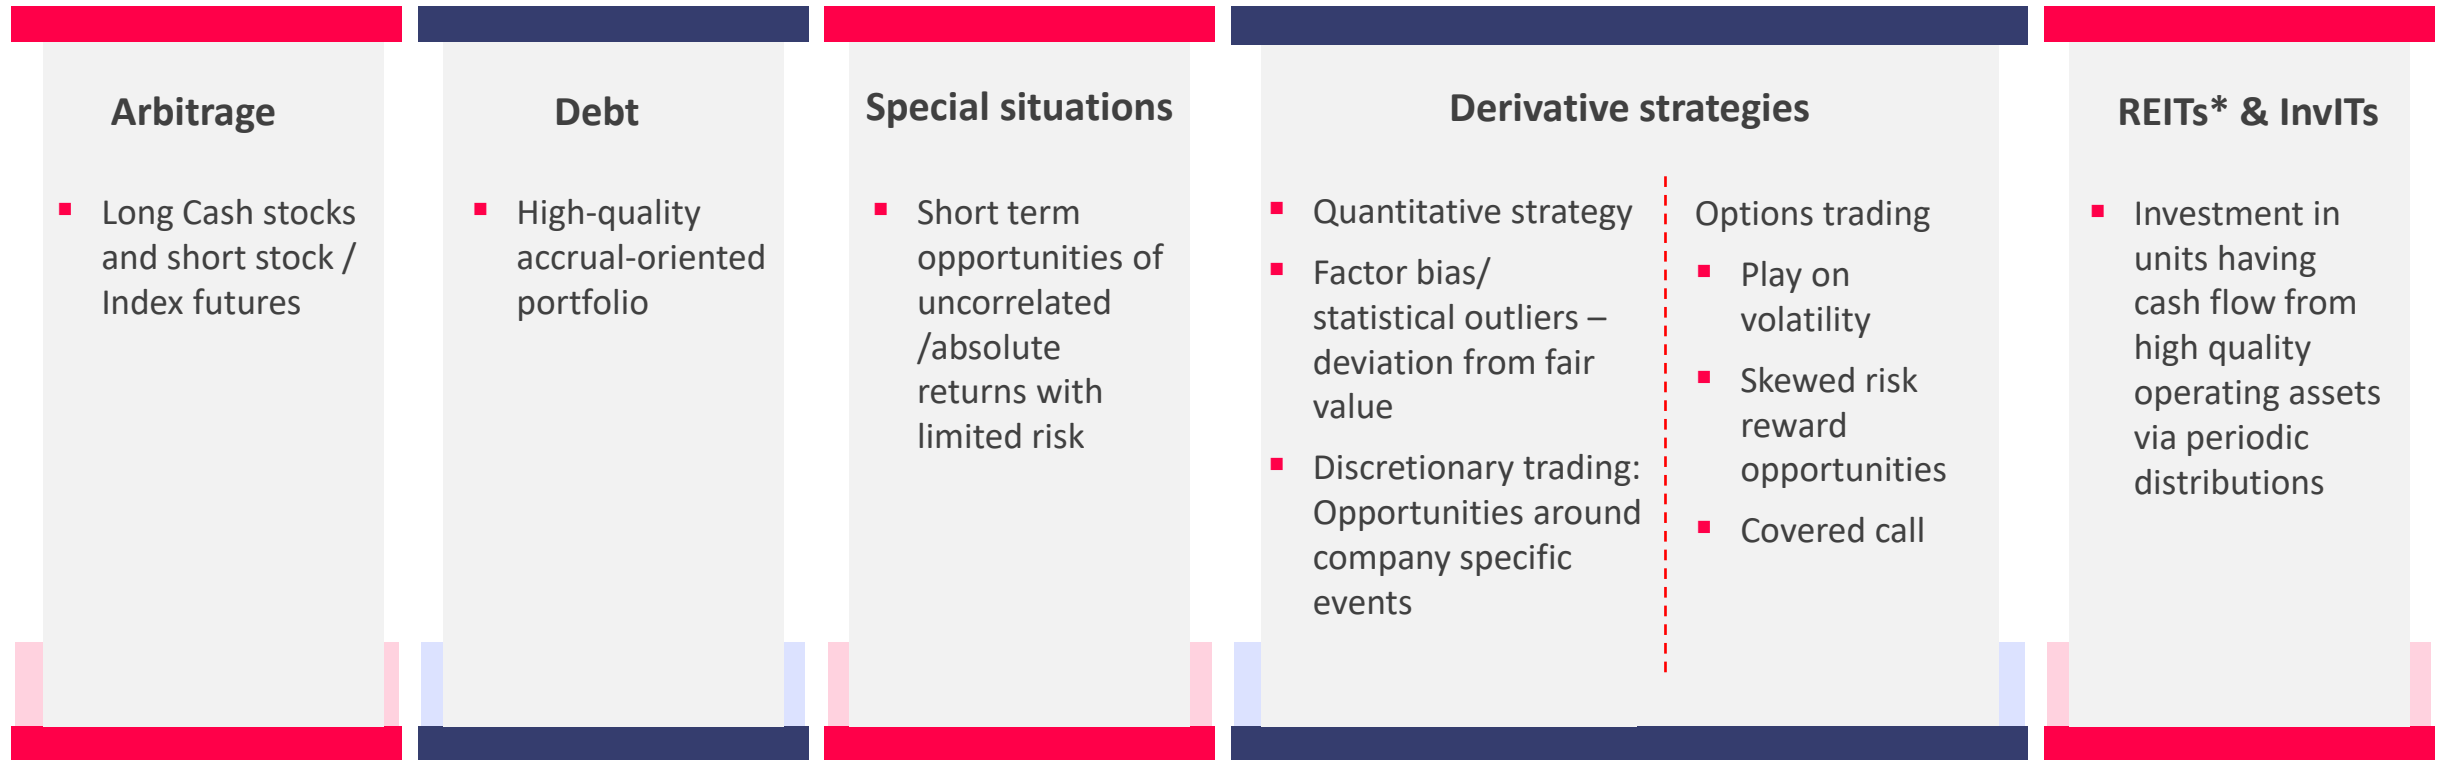 Arbitrage
Long Cash stocks
and short stock /
Index futures
Debt
High-quality
accrual-oriented
portfolio
Special situations
Short term
opportunities of
uncorrelated
/absolute
returns with
limited risk
Derivative strategies
Quantitative strategy
Factor bias/
statistical outliers –
deviation from fair
value
Discretionary trading:
Opportunities around
company specific
events
Options trading
Play on
volatility
Skewed risk
reward
opportunities
Covered call
REITs* & InvITs
Investment in
units having
cash flow from
high quality
operating assets
via periodic
distributions